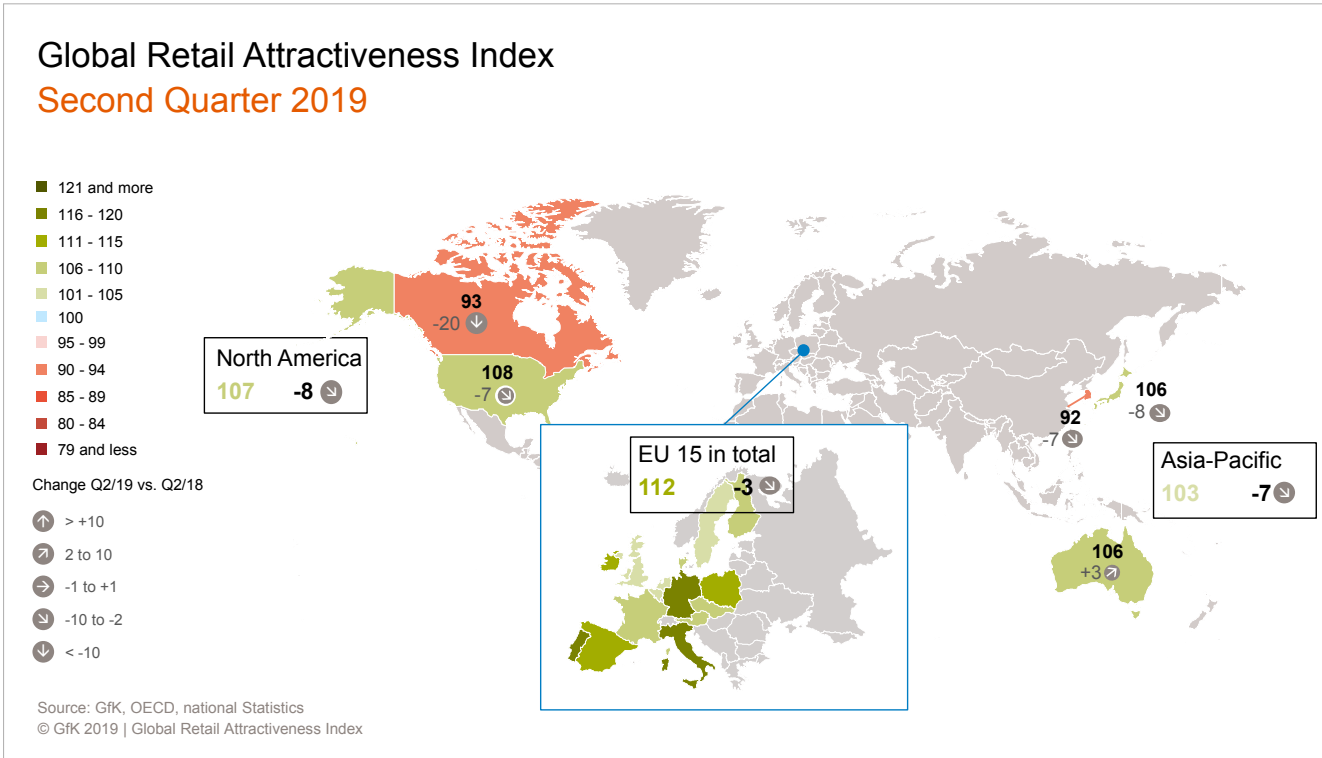 Global Retail Attractiveness Index
Second Quarter 2019
121 and more
116 - 120
111 - 115
106 - 110
101 - 105
100
95 - 99
90 - 94
85 - 89
80 - 84
79 and less
Change Q2/19 vs. Q2/18
> +10
2 to 10
-1 to +1
-10 to -2
< -10
93
-20
North America
107 -8
108
-7
EU 15 in total
112 -3
92
-7
106
-8
Asia-Pacific
103 -7
106
+3
Source: GfK, OECD, national Statistics
© GfK 2019 | Global Retail Attractiveness Index